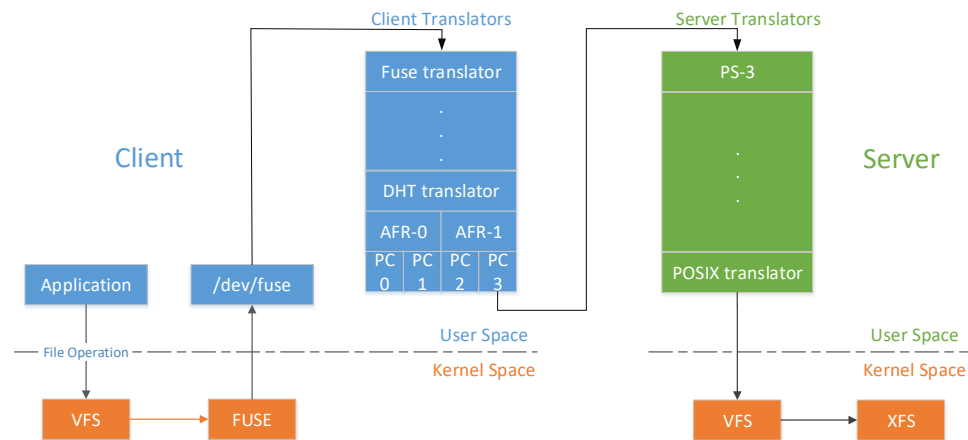 Client Translators
Server Translators
Fuse translator
.
.
.
DHT translator
AFR-0
AFR-1
PC
0
PC
1
PC
2
PC
3
PS-3
.
.
.
POSIX translator
Client
Server
Application
/dev/fuse
File Operation
User Space
Kernel Space
User Space
Kernel Space
VFS
FUSE
VFS
XFS